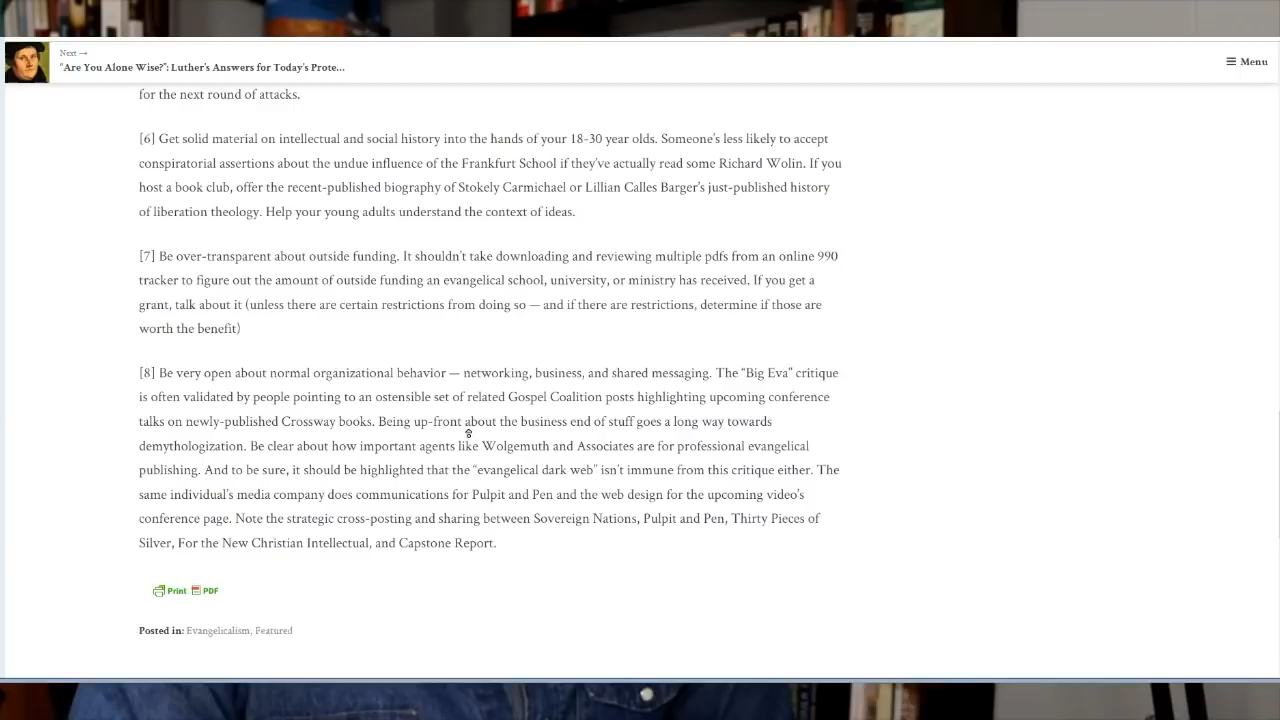 Next →
“Are You Alone Wise?”: Luther’s Answers for Today’s Prote...
Menu
for the next round of attacks.
[6] Get solid material on intellectual and social history into the hands of your 18-30 year olds. Someone’s less likely to accept
conspiratorial assertions about the undue influence of the Frankfurt School if they’ve actually read some Richard Wolin. If you
host a book club, offer the recent-published biography of Stokely Carmichael or Lillian Calles Barger’s just-published history
of liberation theology. Help your young adults understand the context of ideas.
[7] Be over-transparent about outside funding. It shouldn’t take downloading and reviewing multiple pdfs from an online 990
tracker to figure out the amount of outside funding an evangelical school, university, or ministry has received. If you get a
grant, talk about it (unless there are certain restrictions from doing so — and if there are restrictions, determine if those are
worth the benefit)
[8] Be very open about normal organizational behavior — networking, business, and shared messaging. The “Big Eva” critique
is often validated by people pointing to an ostensible set of related Gospel Coalition posts highlighting upcoming conference
talks on newly-published Crossway books. Being up-front about the business end of stuff goes a long way towards
demythologization. Be clear about how important agents like Wolgemuth and Associates are for professional evangelical
publishing. And to be sure, it should be highlighted that the “evangelical dark web” isn’t immune from this critique either. The
same individual’s media company does communications for Pulpit and Pen and the web design for the upcoming video’s
conference page. Note the strategic cross-posting and sharing between Sovereign Nations, Pulpit and Pen, Thirty Pieces of
Silver, For the New Christian Intellectual, and Capstone Report.
Print PDF
Posted in: Evangelicalism, Featured